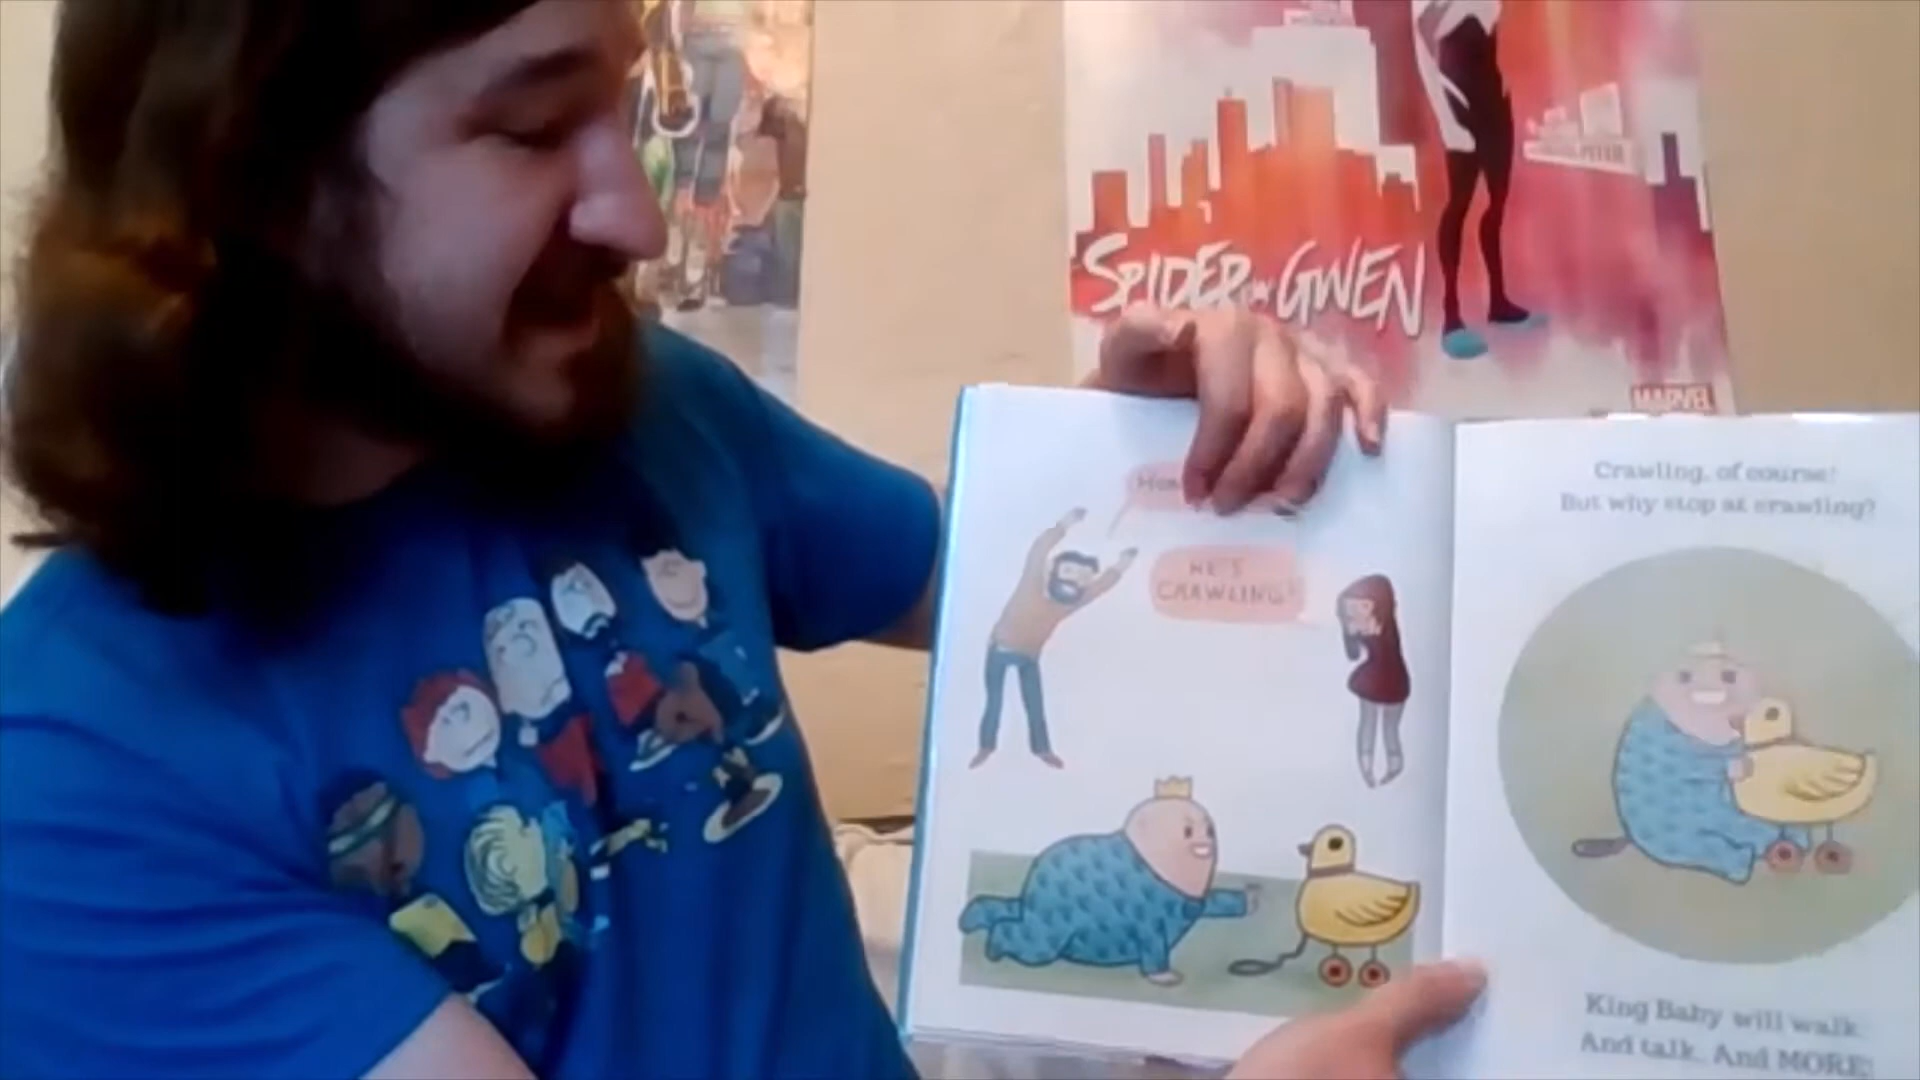 SPIDER GWEN
MARVEL
HE'S
CRAWLING!
Crawling, of course!
But why stop at crawling?
King Baby will walk.
And talk. And MORE!